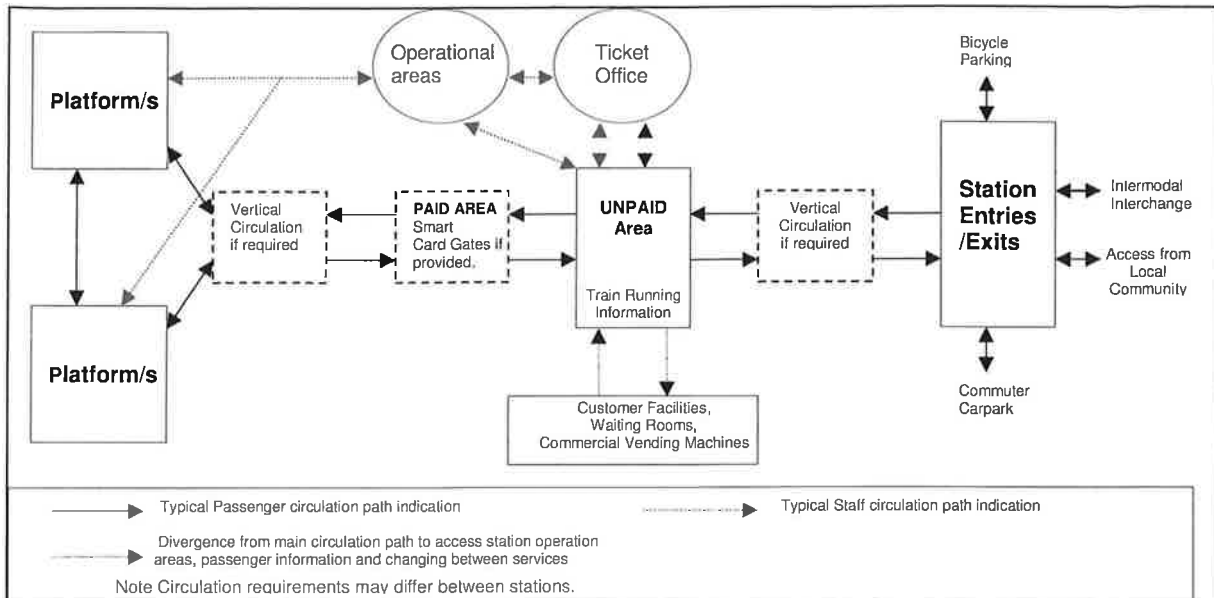 Operational
areas
Ticket
Office
Bicycle
Parking
Platform/s
Vertical
Circulation
if required
PAID AREA
Smart
Card Gates if
provided.
UNPAID
Area
Train Running
Information
Vertical
Circulation
if required
Station
Entries
/Exits
Intermodal
Interchange
Access from
Local
Community
Platform/s
Customer Facilities,
Waiting Rooms,
Commercial Vending Machines
Commuter
Carpark
Typical Passenger circulation path indication
Typical Staff circulation path indication
Divergence from main circulation path to access station operation
areas, passenger information and changing between services
Note Circulation requirements may differ between stations.